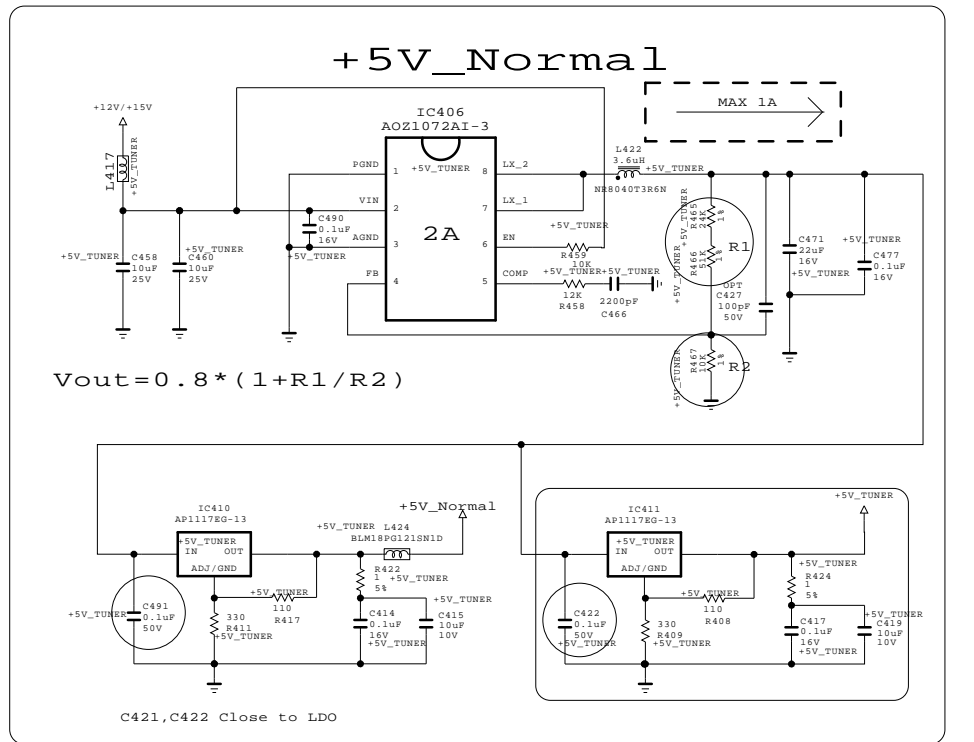 +5V_Normal
MAX 1A
+12V/+15V
L417
+5V_TUNER
IC406
AOZ1072AI-3
+5V_TUNER
2A
PGND
1
VIN
2
AGND
3
FB
4
8
LX_2
7
LX_1
6
EN
5
COMP
L422
3.6uH
+5V_TUNER
NR8040T3R6N
+5V_TUNER
C458
10uF
25V
+5V_TUNER
C460
10uF
25V
C490
0.1uF
16V
+5V_TUNER
+5V_TUNER
R459
10K
+5V_TUNER
12K
R458
+5V_TUNER
2200pF
C466
+5V_TUNER
R465
24K
1%
+5V_TUNER
R466
51K
1%
R1
OPT
C427
100pF
50V
C471
22uF
16V
+5V_TUNER
+5V_TUNER
C477
0.1uF
16V
+5V_TUNER
R467
10K
1%
R2
Vout=0.8*(1+R1/R2)
IC410
AP1117EG-13
+5V_TUNER
IN
OUT
ADJ/GND
+5V_TUNER
C491
0.1uF
50V
330
R411
+5V_TUNER
+5V_TUNER
110
R417
+5V_TUNER
L424
BLM18PG121SN1D
+5V_Normal
R422
1
5%
+5V_TUNER
C414
0.1uF
16V
+5V_TUNER
+5V_TUNER
C415
10uF
10V
IC411
AP1117EG-13
+5V_TUNER
IN
OUT
ADJ/GND
C422
0.1uF
50V
+5V_TUNER
330
R409
+5V_TUNER
+5V_TUNER
110
R408
+5V_TUNER
+5V_TUNER
R424
1
5%
C417
0.1uF
16V
+5V_TUNER
+5V_TUNER
C419
10uF
10V
C421,C422 Close to LDO